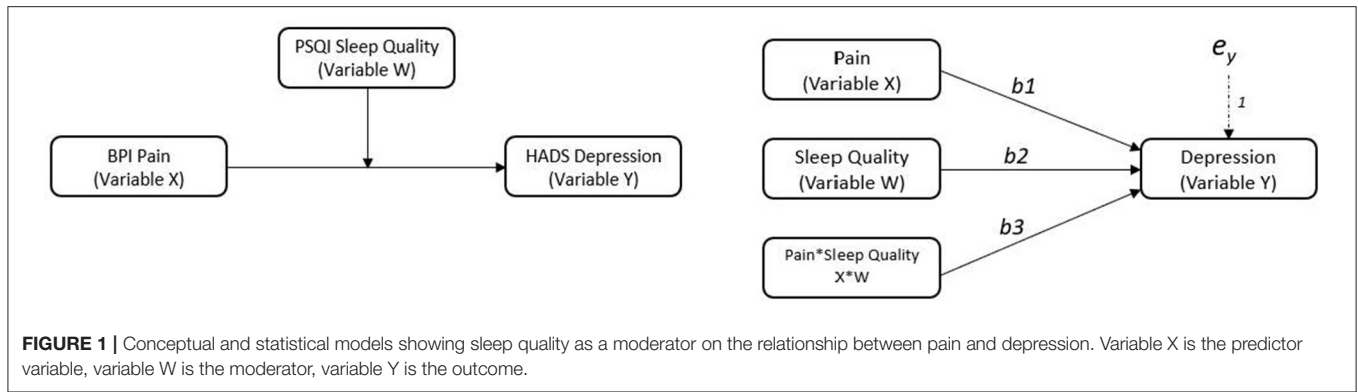 PSQI Sleep Quality
(Variable W)
BPI Pain
(Variable X)
HADS Depression
(Variable Y)
Pain
(Variable X)
b1
e_y
1
Sleep Quality
(Variable W)
b2
Depression
(Variable Y)
b3
Pain*Sleep Quality
X*W
FIGURE 1 | Conceptual and statistical models showing sleep quality as a moderator on the relationship between pain and depression. Variable X is the predictor
variable, variable W is the moderator, variable Y is the outcome.